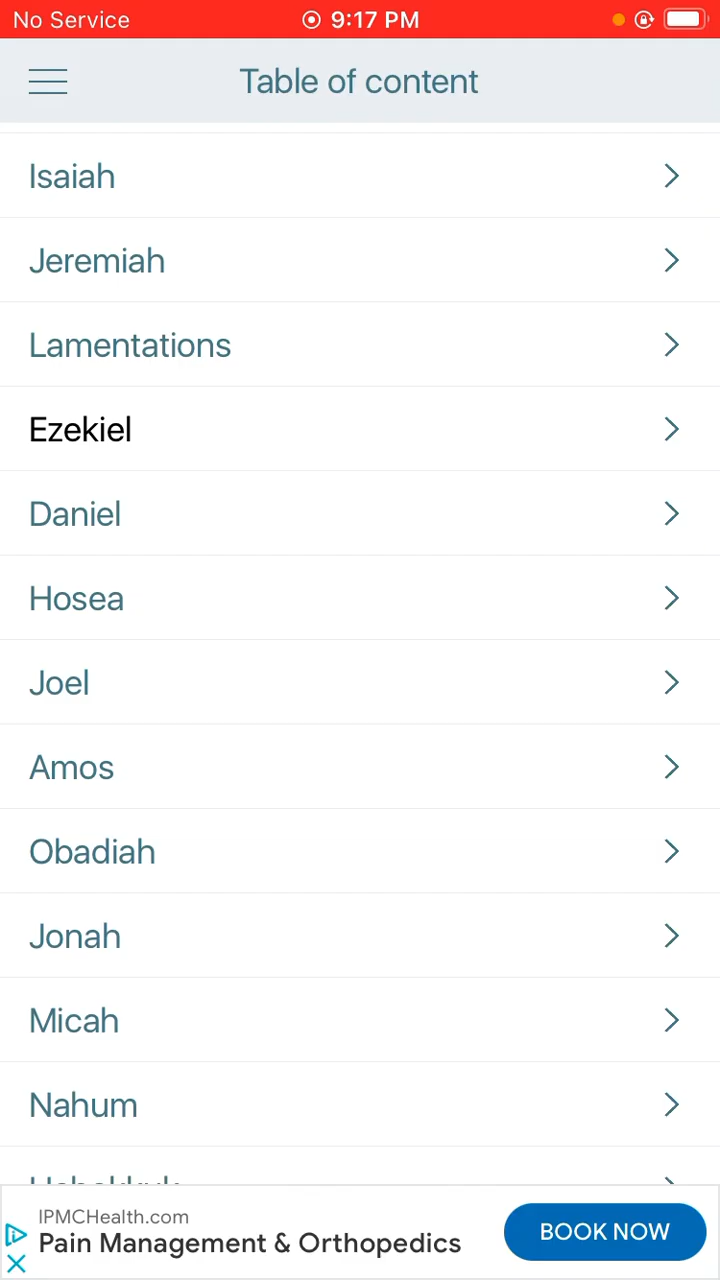 No Service 9:17 PM
Table of content
Isaiah
Jeremiah
Lamentations
Ezekiel
Daniel
Hosea
Joel
Amos
Obadiah
Jonah
Micah
Nahum
IPMCHealth.com
Pain Management & Orthopedics
BOOK NOW